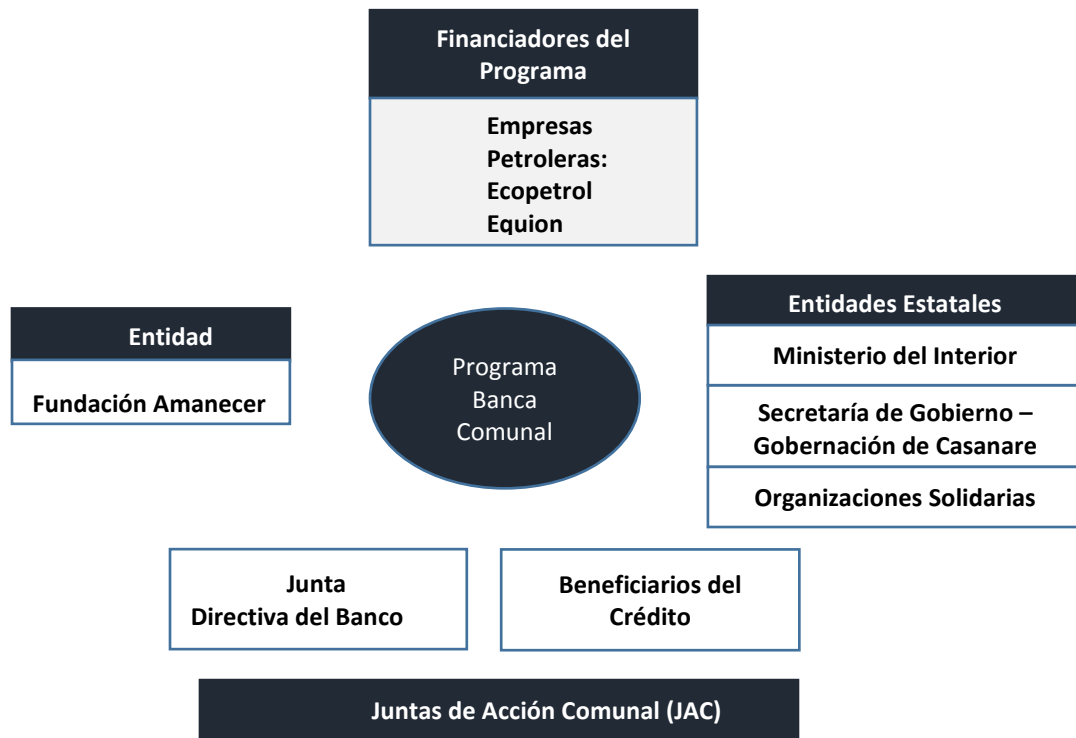 Financiadores del
Programa
Empresas
Petroleras:
Ecopetrol
Equion
Entidad
Fundación Amanecer
Programa
Banca
Comunal
Entidades Estatales
Ministerio del Interior
Secretaría de Gobierno –
Gobernación de Casanare
Organizaciones Solidarias
Junta
Directiva del Banco
Beneficiarios del
Crédito
Juntas de Acción Comunal (JAC)